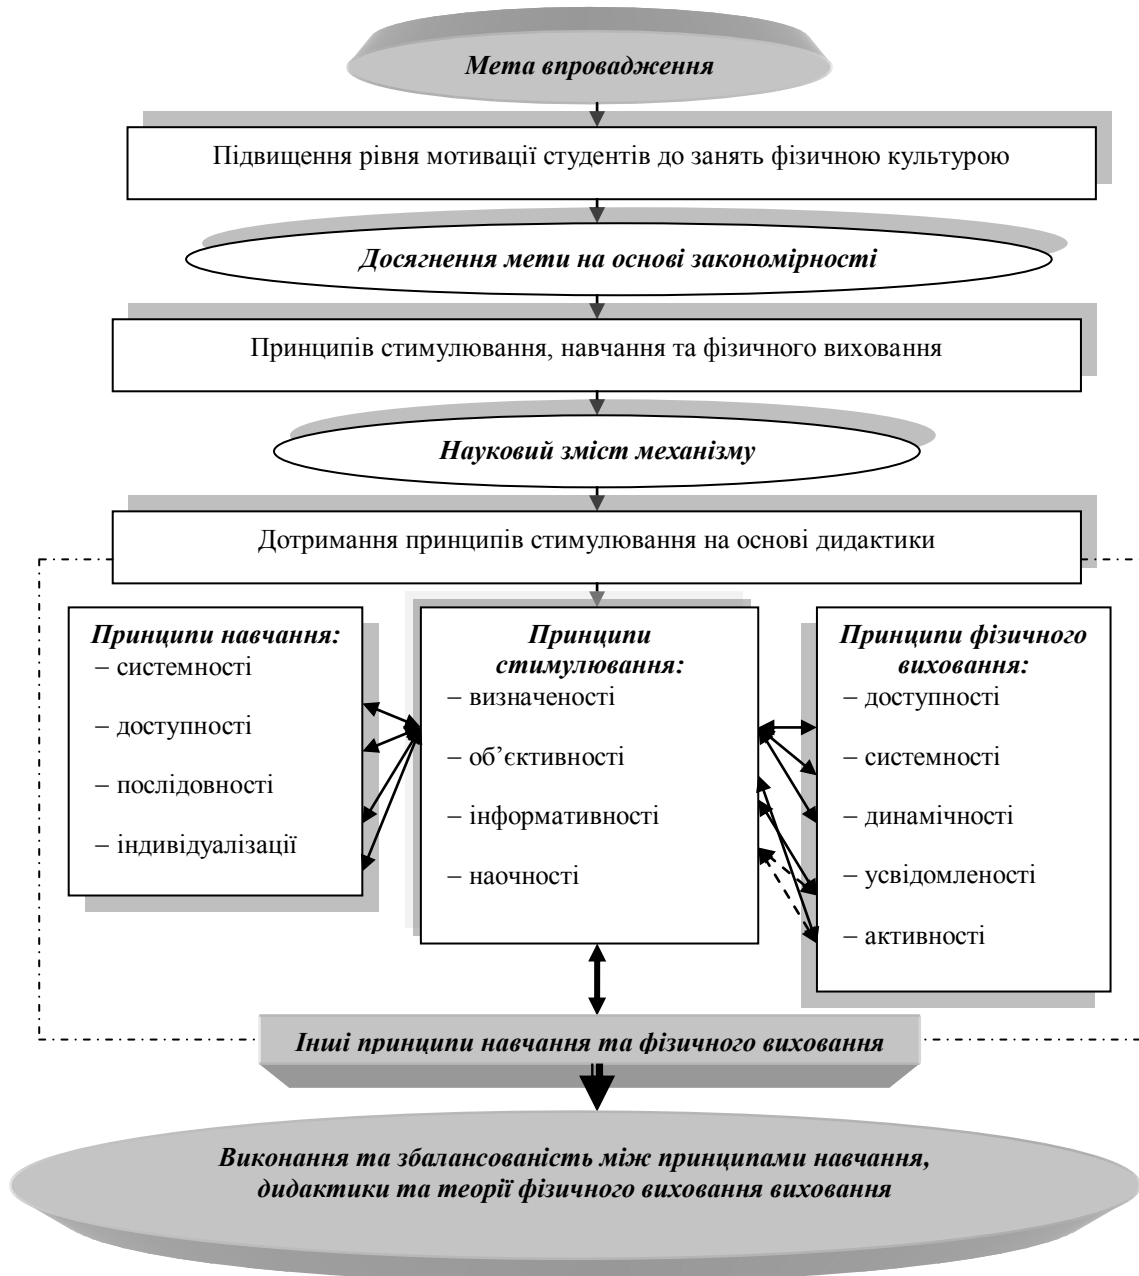 Мета впровадження
Підвищення рівня мотивації студентів до занять фізичною культурою
Досягнення мети на основі закономірності
Принципів стимулювання, навчання та фізичного виховання
Науковий зміст механізму
Дотримання принципів стимулювання на основі дидактики
Принципи навчання:
– системності
– доступності
– послідовності
– індивідуалізації
Принципи
стимулювання:
– визначеності
– об’єктивності
– інформативності
– наочності
Принципи фізичного
виховання:
– доступності
– системності
– динамічності
– усвідомленості
– активності
Інші принципи навчання та фізичного виховання
Виконання та збалансованість між принципами навчання,
дидактики та теорії фізичного виховання виховання